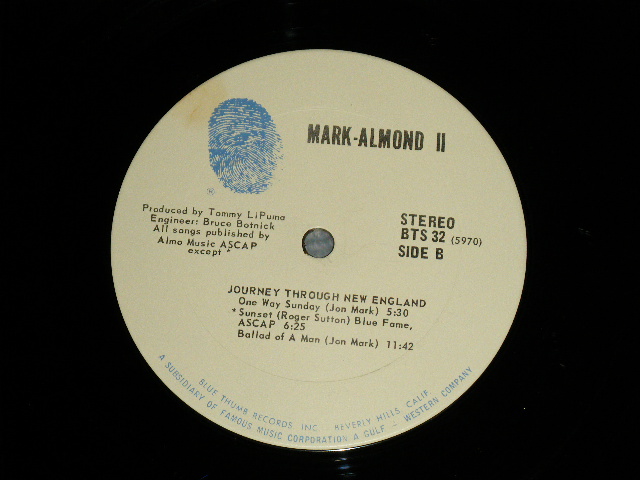 MARK-ALMOND II
®
Produced by Tommy LiPuma
Engineer: Bruce Botnick
All songs published by
Almo Music ASCAP
except *
STEREO
BTS 32 (5970)
SIDE B
JOURNEY THROUGH NEW ENGLAND
One Way Sunday (Jon Mark) 5:30
*Sunset (Roger Sutton) Blue Fame,
ASCAP 6:25
Ballad of A Man (Jon Mark) 11:42
BLUE THUMB RECORDS INC. - BEVERLY HILLS, CALIF.
A SUBSIDIARY OF FAMOUS MUSIC CORPORATION A GULF - WESTERN COMPANY